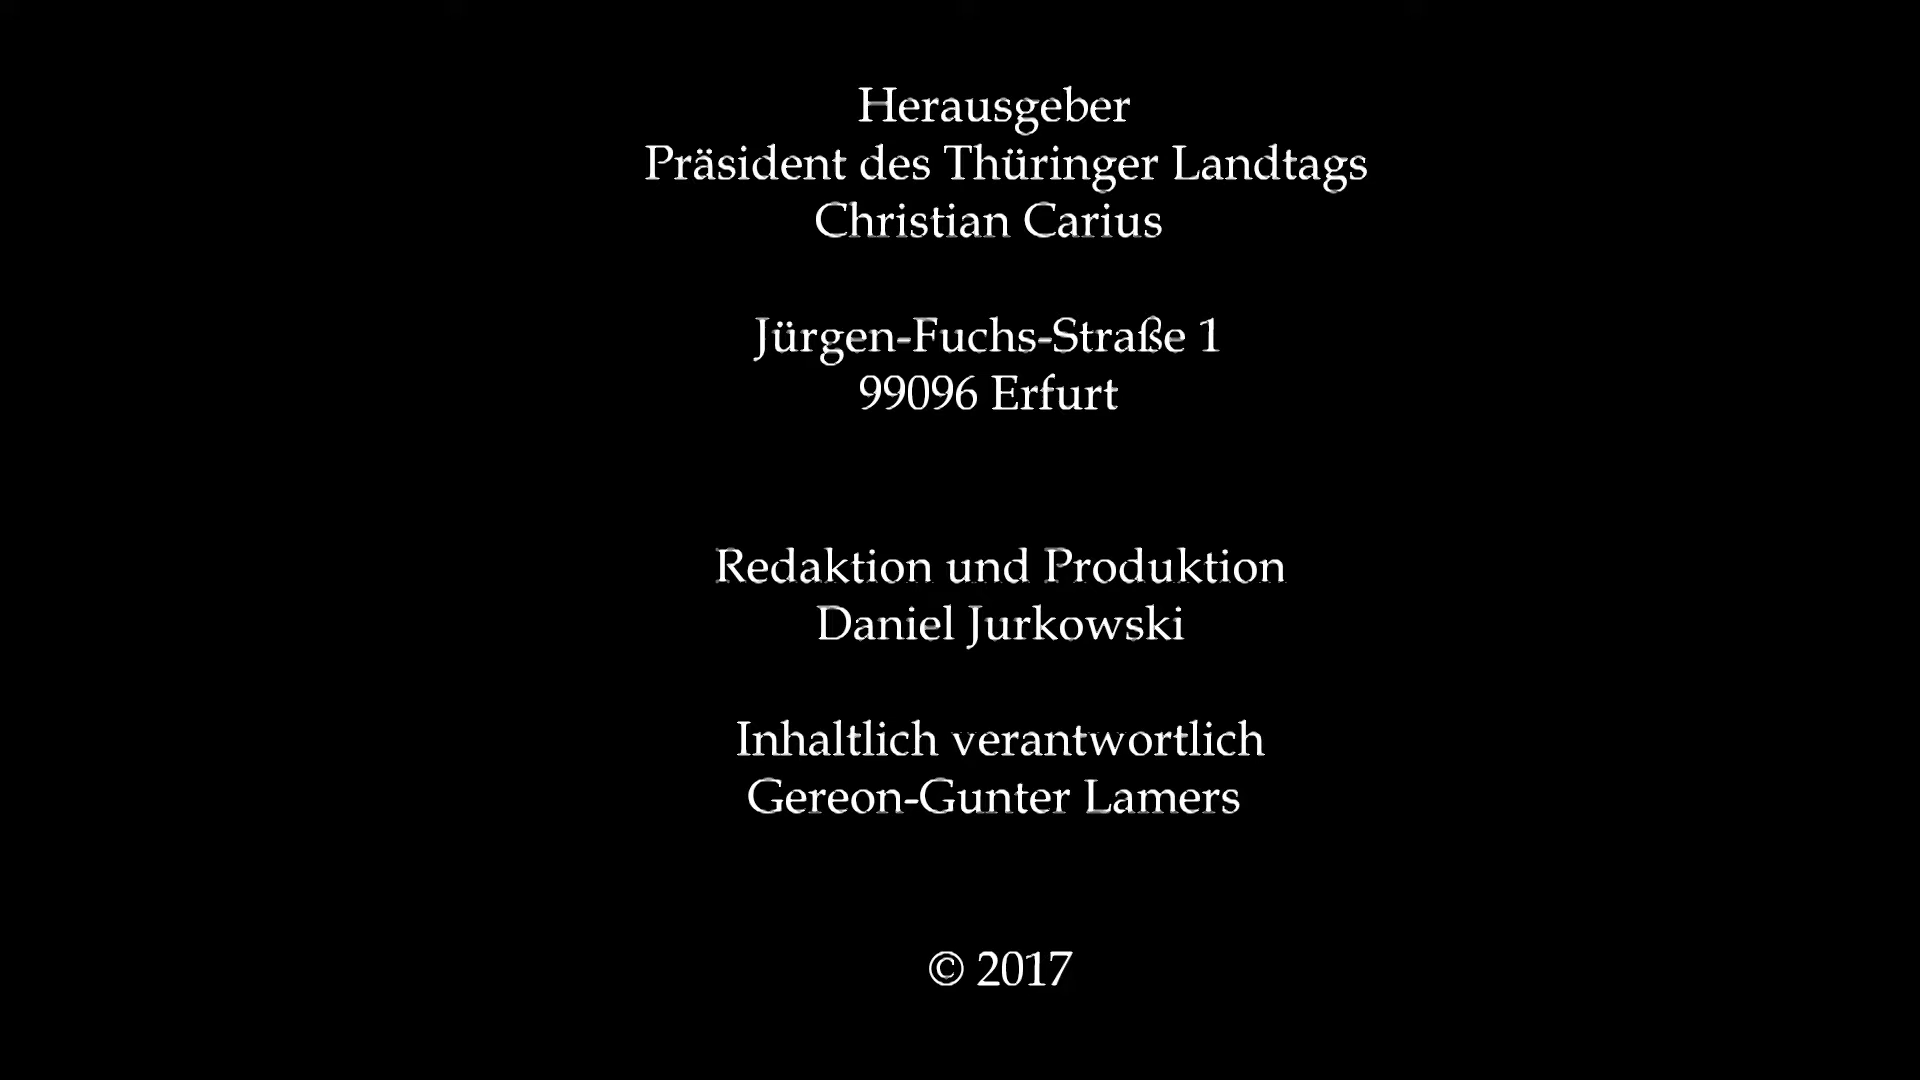 Herausgeber
Präsident des Thüringer Landtags
Christian Carius
Jürgen-Fuchs-Straße 1
99096 Erfurt
Redaktion und Produktion
Daniel Jurkowski
Inhaltlich verantwortlich
Gereon-Gunter Lamers
© 2017